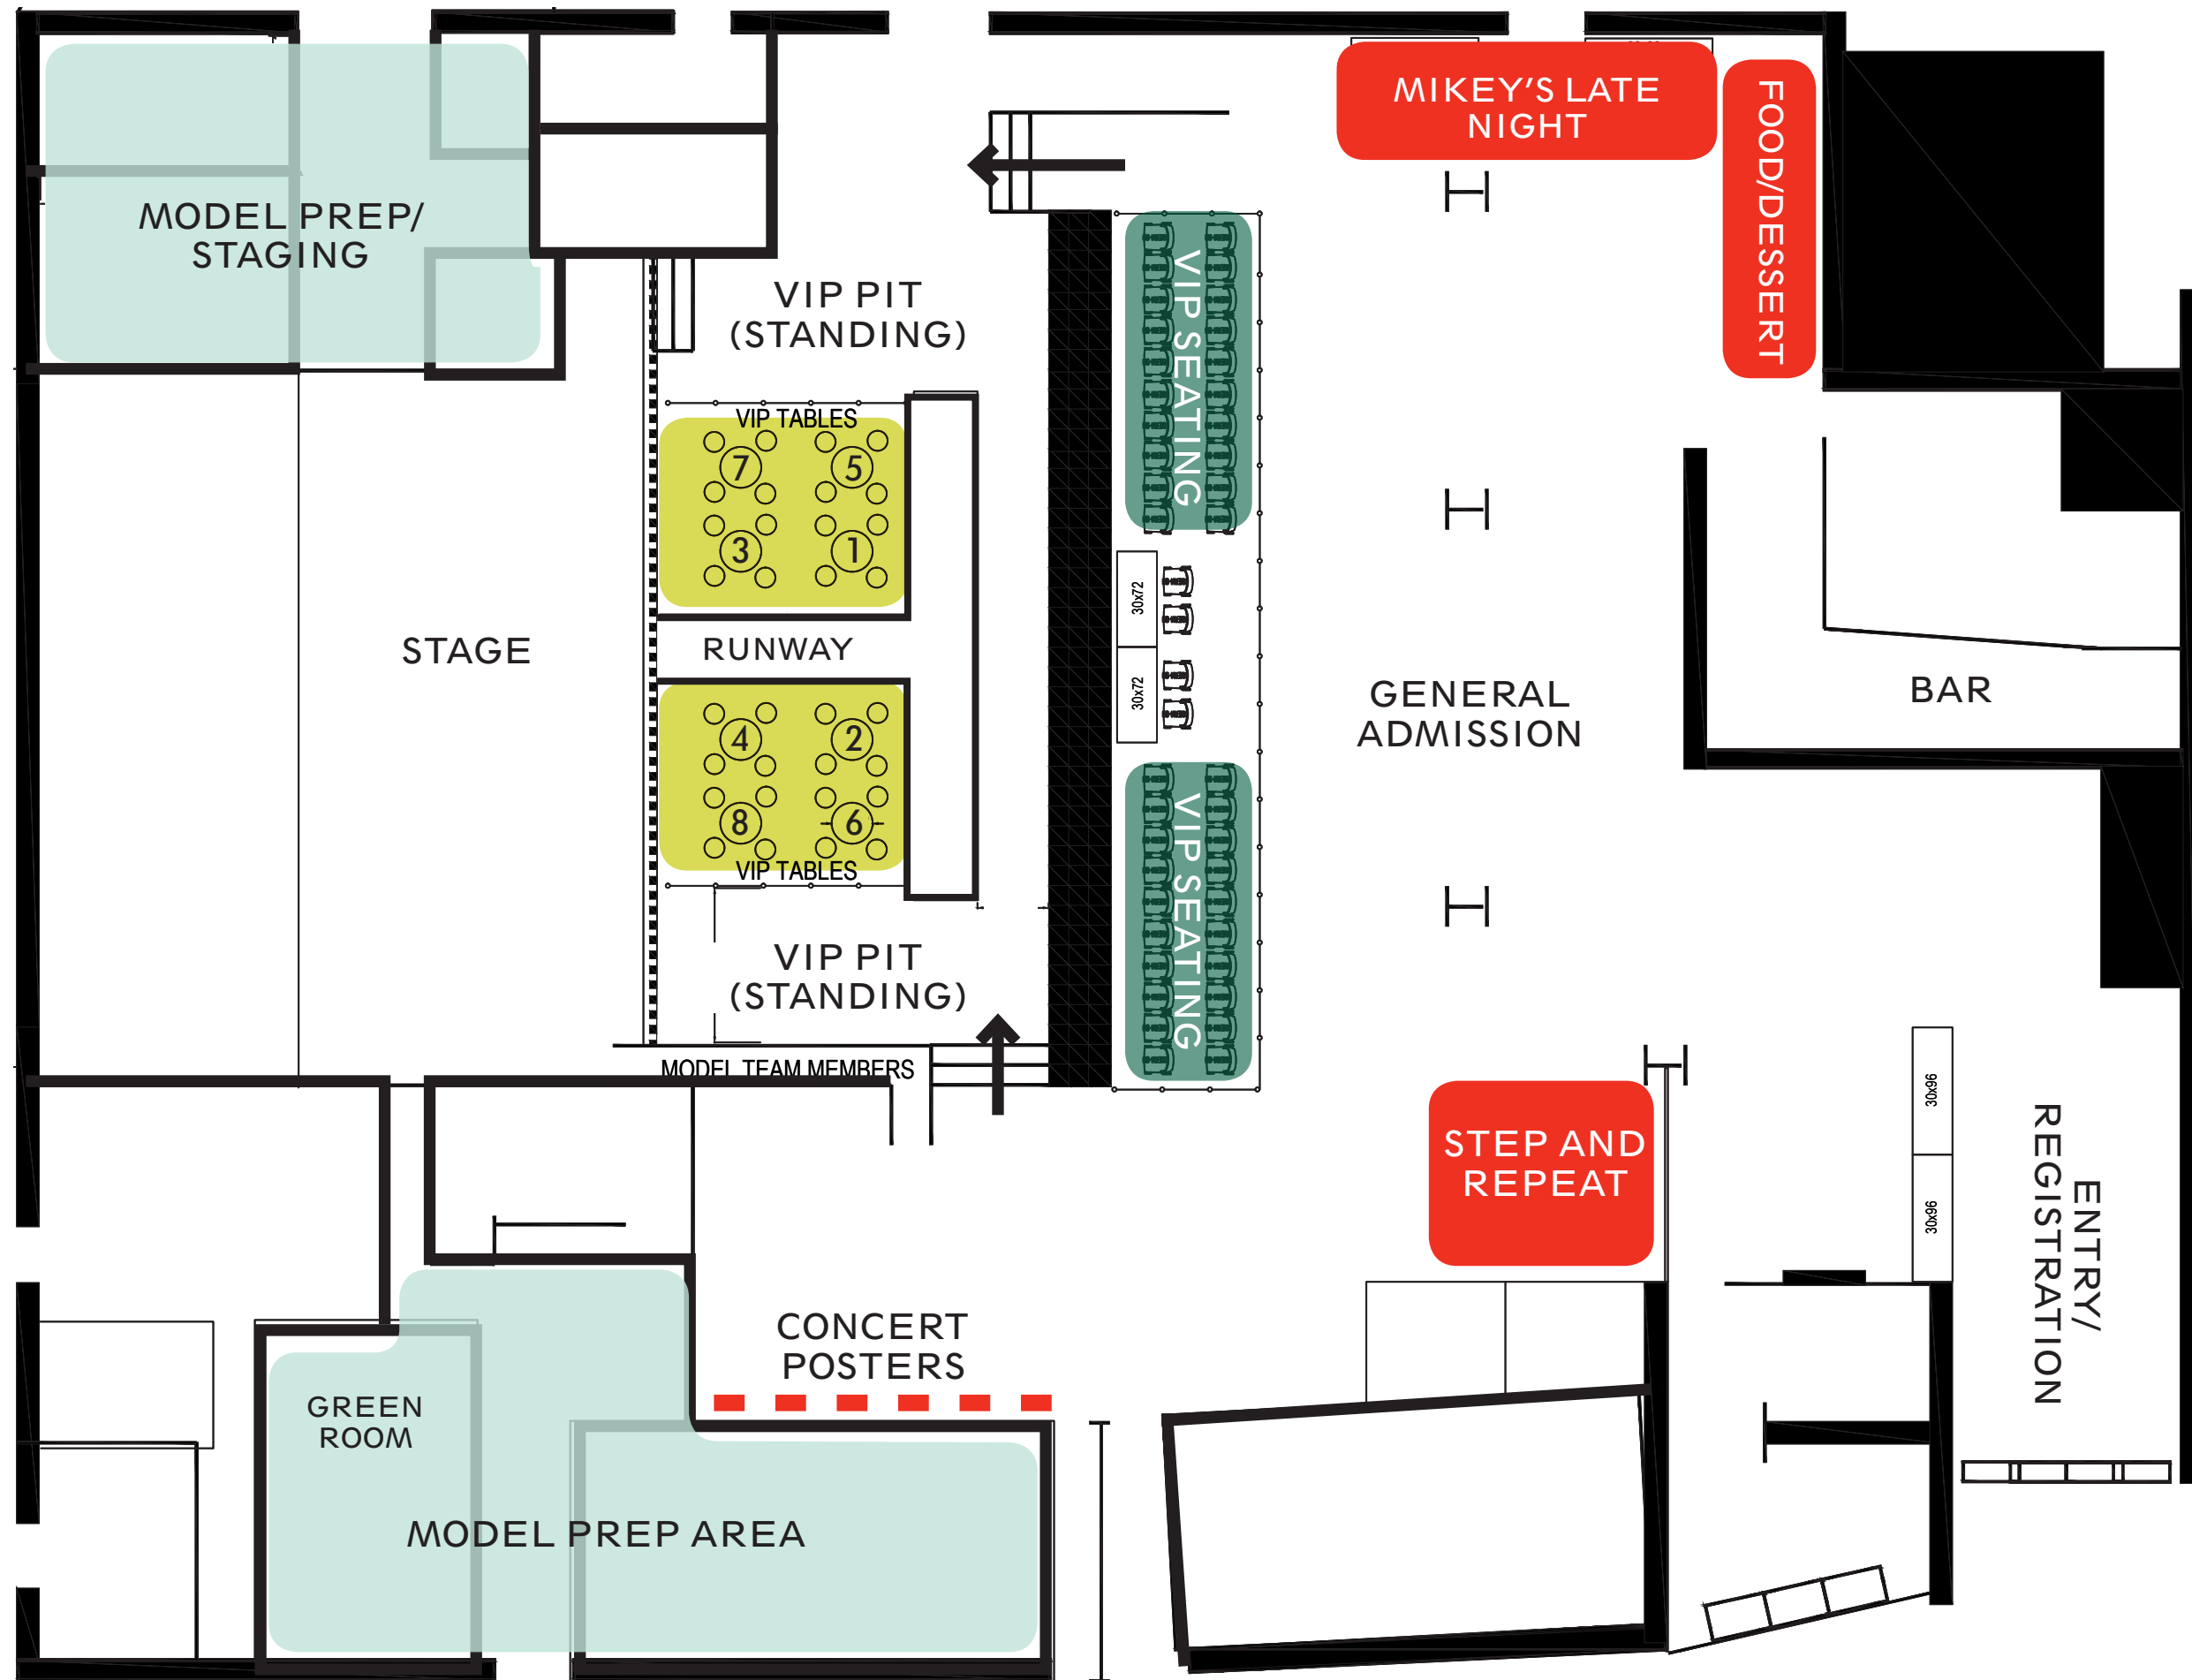 MIKEY'S LATE
NIGHT
FOOD/DESSERT
MODEL PREP/
STAGING
VIP PIT
(STANDING)
VIP SEATING
VIP TABLES
7
5
3
1
30x72
STAGE
RUNWAY
30x72
GENERAL
ADMISSION
BAR
4
2
8
6
VIP TABLES
VIP SEATING
VIP PIT
(STANDING)
MODEL TEAM MEMBERS
STEP AND
REPEAT
30x96
30x96
ENTRY/
REGISTRATION
CONCERT
POSTERS
GREEN
ROOM
MODEL PREP AREA